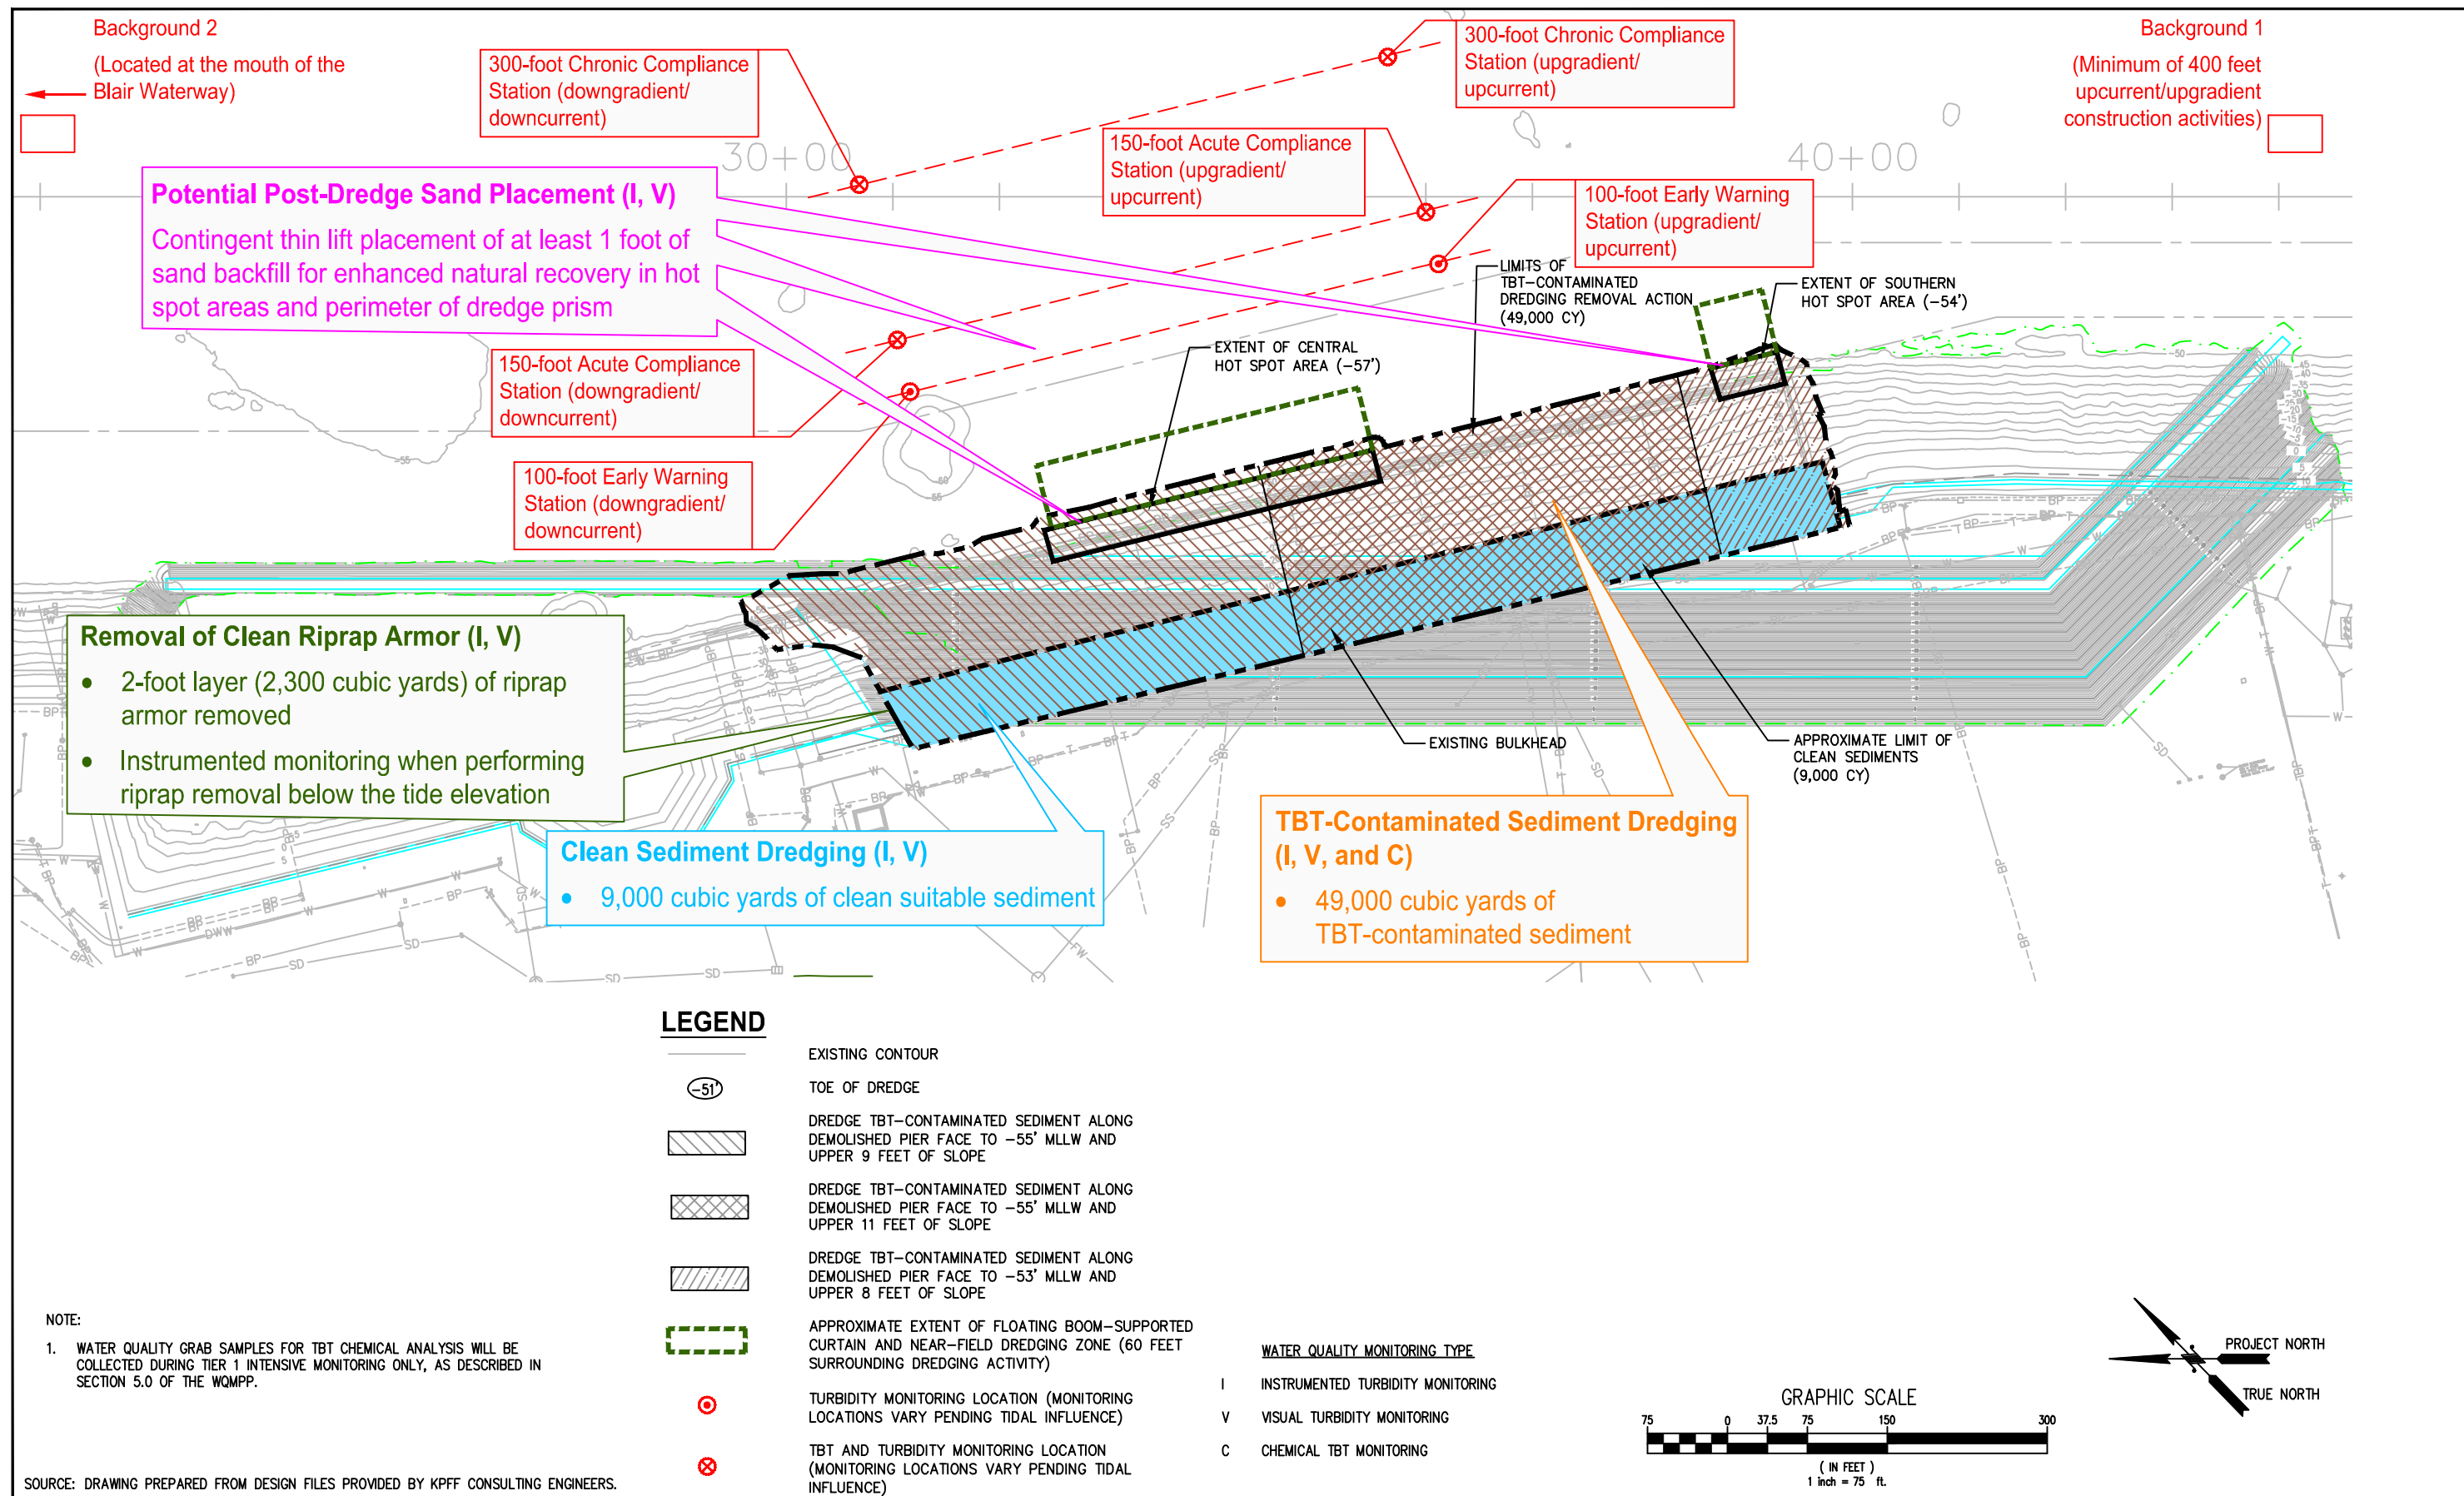 Background 2
(Located at the mouth of the
Blair Waterway)
300-foot Chronic Compliance
Station (downgradient/
downcurrent)
300-foot Chronic Compliance
Station (upgradient/
upcurrent)
Background 1
(Minimum of 400 feet
upcurrent/upgradient
construction activities)
30+00
40+00
150-foot Acute Compliance
Station (upgradient/
upcurrent)
100-foot Early Warning
Station (upgradient/
upcurrent)
Potential Post-Dredge Sand Placement (I, V)
Contingent thin lift placement of at least 1 foot of
sand backfill for enhanced natural recovery in hot
spot areas and perimeter of dredge prism
LIMITS OF
TBT-CONTAMINATED
DREDGING REMOVAL ACTION
(49,000 CY)
EXTENT OF SOUTHERN
HOT SPOT AREA (-54')
EXTENT OF CENTRAL
HOT SPOT AREA (-57')
150-foot Acute Compliance
Station (downgradient/
downcurrent)
100-foot Early Warning
Station (downgradient/
downcurrent)
Removal of Clean Riprap Armor (I, V)
• 2-foot layer (2,300 cubic yards) of riprap
armor removed
• Instrumented monitoring when performing
riprap removal below the tide elevation
EXISTING BULKHEAD
APPROXIMATE LIMIT OF
CLEAN SEDIMENTS
(9,000 CY)
Clean Sediment Dredging (I, V)
• 9,000 cubic yards of clean suitable sediment
TBT-Contaminated Sediment Dredging
(I, V, and C)
• 49,000 cubic yards of
TBT-contaminated sediment
LEGEND
EXISTING CONTOUR
-51'
TOE OF DREDGE
DREDGE TBT-CONTAMINATED SEDIMENT ALONG
DEMOLISHED PIER FACE TO -55' MLLW AND
UPPER 9 FEET OF SLOPE
DREDGE TBT-CONTAMINATED SEDIMENT ALONG
DEMOLISHED PIER FACE TO -55' MLLW AND
UPPER 11 FEET OF SLOPE
DREDGE TBT-CONTAMINATED SEDIMENT ALONG
DEMOLISHED PIER FACE TO -53' MLLW AND
UPPER 8 FEET OF SLOPE
APPROXIMATE EXTENT OF FLOATING BOOM-SUPPORTED
CURTAIN AND NEAR-FIELD DREDGING ZONE (60 FEET
SURROUNDING DREDGING ACTIVITY)
TURBIDITY MONITORING LOCATION (MONITORING
LOCATIONS VARY PENDING TIDAL INFLUENCE)
TBT AND TURBIDITY MONITORING LOCATION
(MONITORING LOCATIONS VARY PENDING TIDAL
INFLUENCE)
WATER QUALITY MONITORING TYPE
I INSTRUMENTED TURBIDITY MONITORING
V VISUAL TURBIDITY MONITORING
C CHEMICAL TBT MONITORING
NOTE:
1. WATER QUALITY GRAB SAMPLES FOR TBT CHEMICAL ANALYSIS WILL BE
COLLECTED DURING TIER 1 INTENSIVE MONITORING ONLY, AS DESCRIBED IN
SECTION 5.0 OF THE WQMPP.
SOURCE: DRAWING PREPARED FROM DESIGN FILES PROVIDED BY KPFF CONSULTING ENGINEERS.
GRAPHIC SCALE
75 0 37.5 75 150 300
( IN FEET )
1 inch = 75 ft.
PROJECT NORTH
TRUE NORTH